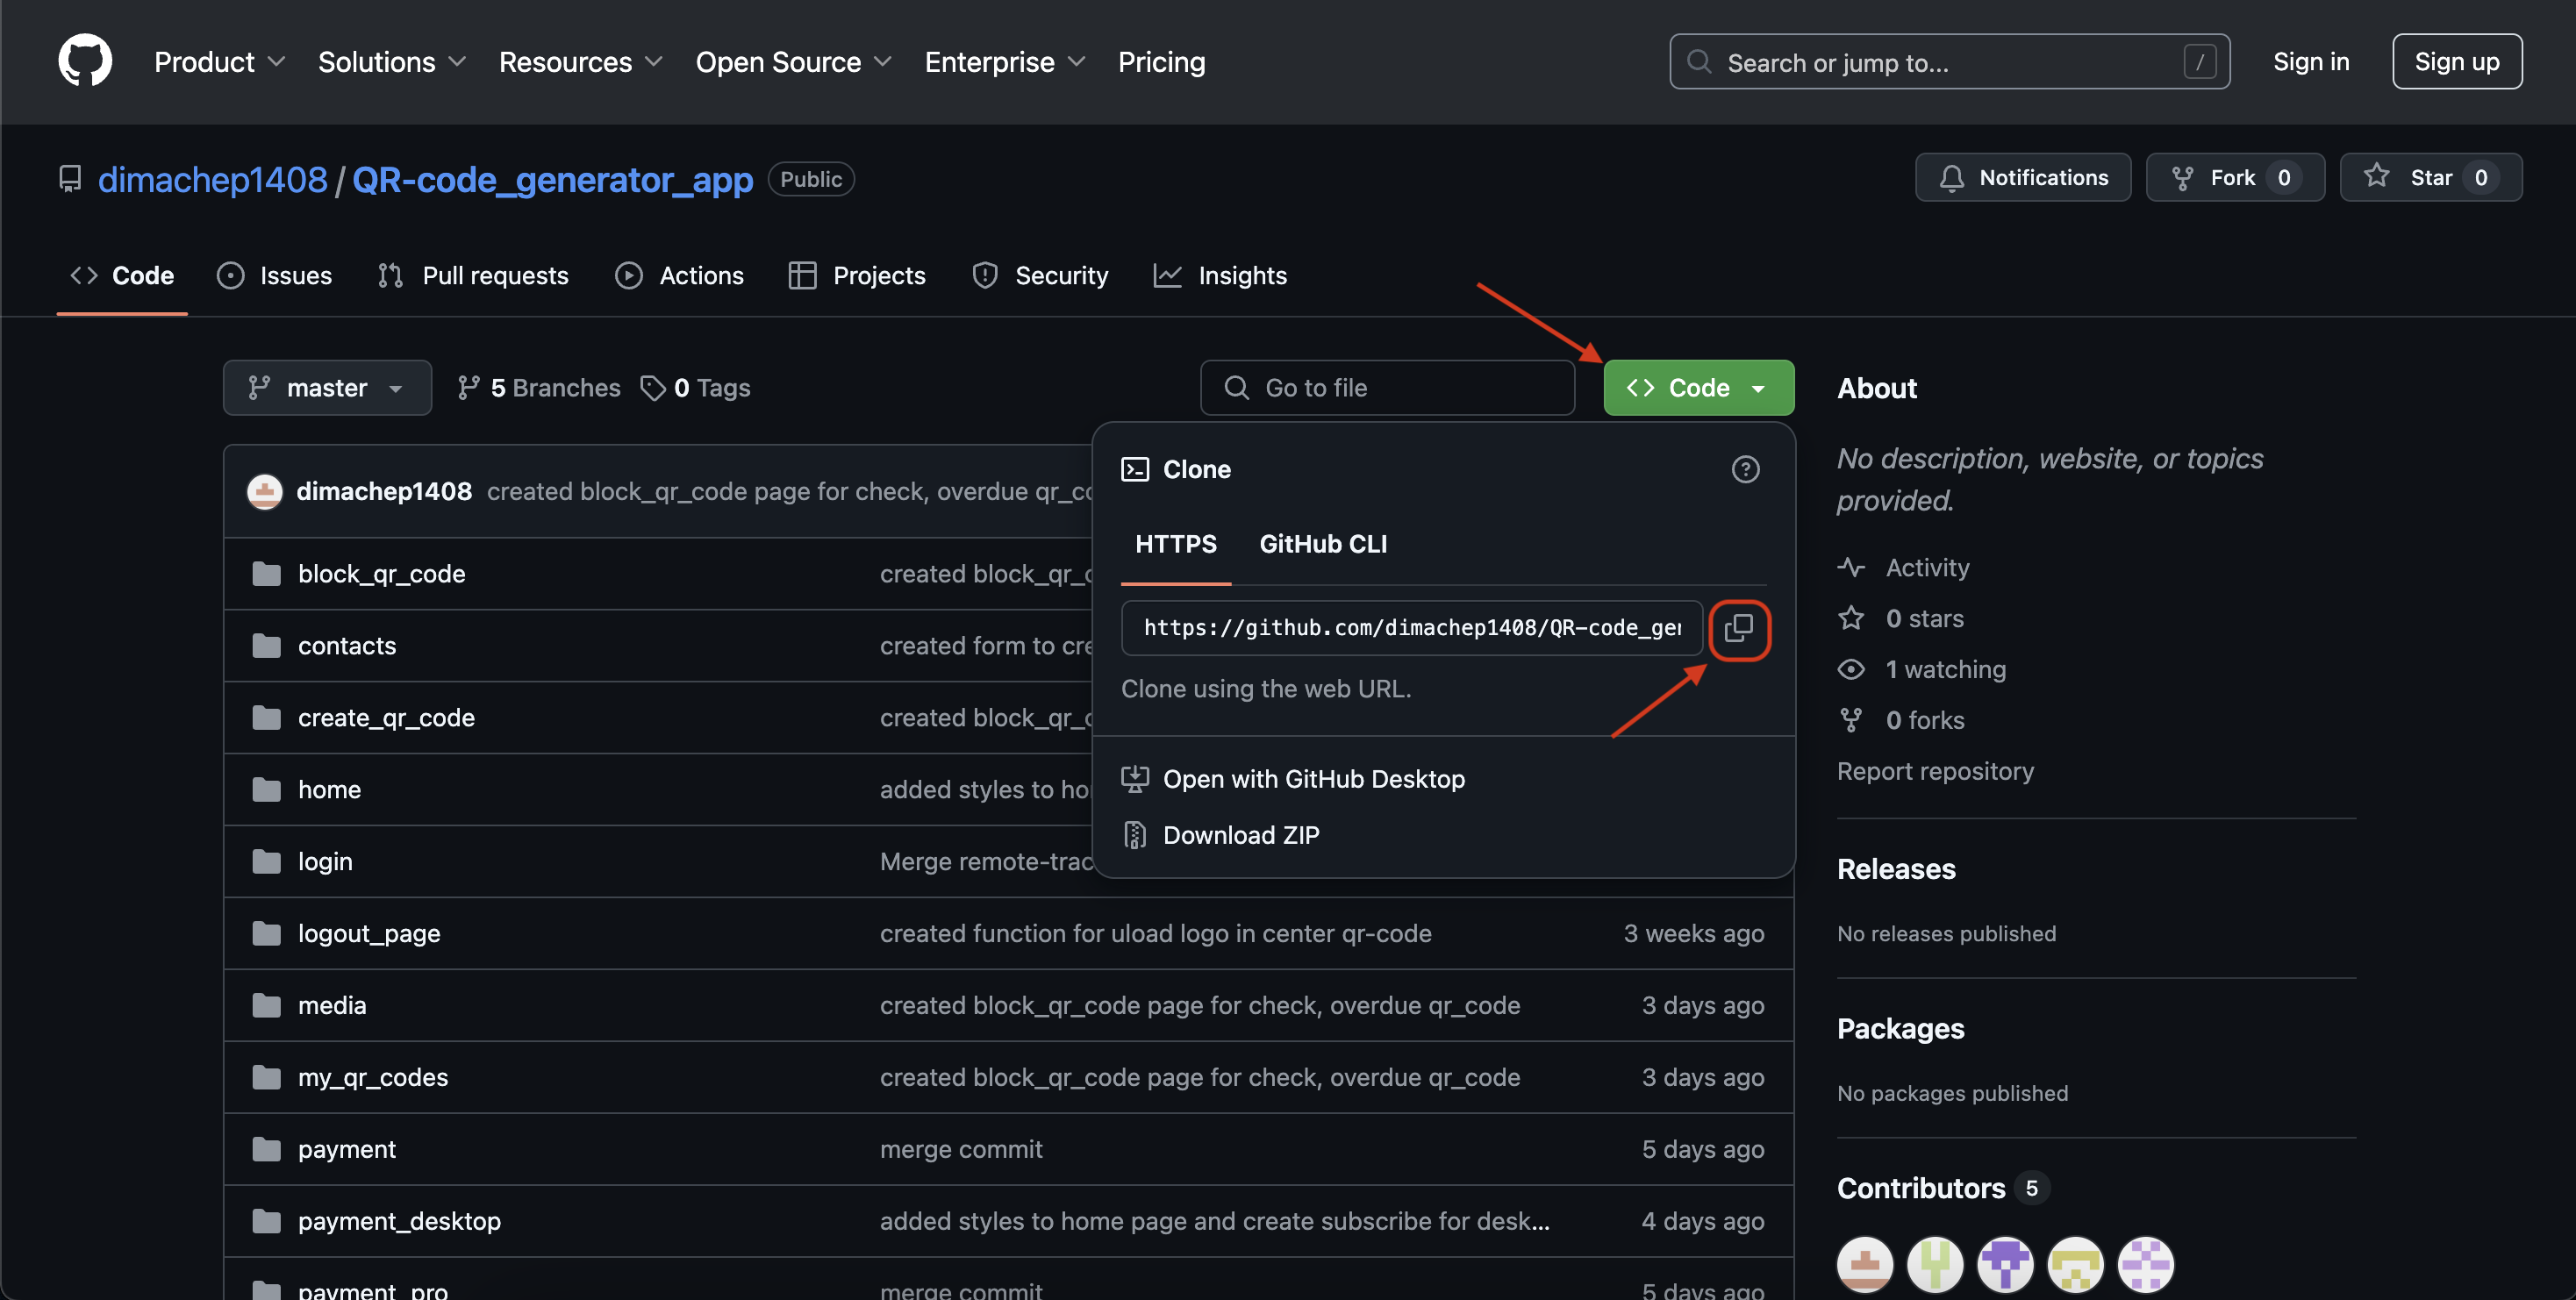 Product Solutions Resources Open Source Enterprise Pricing Search or jump to... / Sign in Sign up
dimachep1408 / QR-code_generator_app Public Notifications Fork 0 Star 0
Code Issues Pull requests Actions Projects Security Insights
master 5 Branches 0 Tags Go to file Code
dimachep1408 created block_qr_code page for check, overdue qr_co
block_qr_code created block_qr_c
contacts created form to cre
create_qr_code created block_qr_c
home added styles to ho
login Merge remote-trac
logout_page created function for uload logo in center qr-code 3 weeks ago
media created block_qr_code page for check, overdue qr_code 3 days ago
my_qr_codes created block_qr_code page for check, overdue qr_code 3 days ago
payment merge commit 5 days ago
payment_desktop added styles to home page and create subscribe for desk... 4 days ago
payment_pro merge commit 5 days ago
Clone
HTTPS GitHub CLI
https://github.com/dimachep1408/QR-code_ger
Clone using the web URL.
Open with GitHub Desktop
Download ZIP
About
No description, website, or topics
provided.
Activity
0 stars
1 watching
0 forks
Report repository
Releases
No releases published
Packages
No packages published
Contributors 5